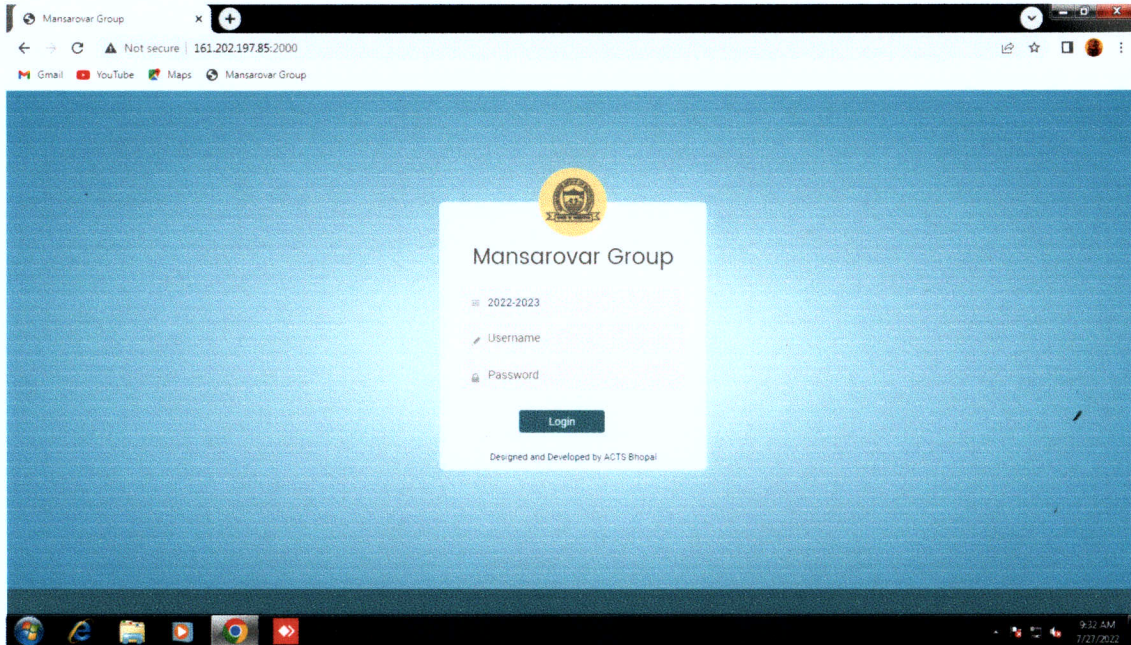 Mansarovar Group
Not secure 161.202.197.85:2000
Gmail YouTube Maps Mansarovar Group
Mansarovar Group
2022-2023
Username
Password
Login
Designed and Developed by ACTS Bhopal
9:32 AM
7/27/2022